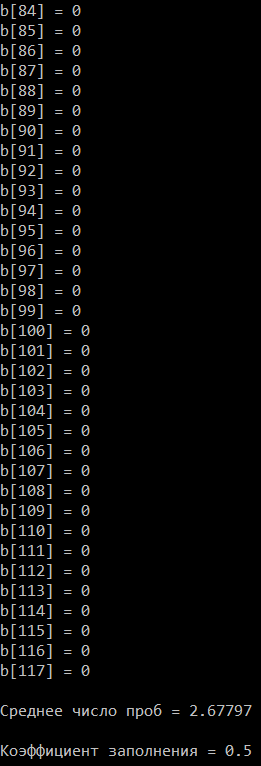 b[84] = 0
b[85] = 0
b[86] = 0
b[87] = 0
b[88] = 0
b[89] = 0
b[90] = 0
b[91] = 0
b[92] = 0
b[93] = 0
b[94] = 0
b[95] = 0
b[96] = 0
b[97] = 0
b[98] = 0
b[99] = 0
b[100] = 0
b[101] = 0
b[102] = 0
b[103] = 0
b[104] = 0
b[105] = 0
b[106] = 0
b[107] = 0
b[108] = 0
b[109] = 0
b[110] = 0
b[111] = 0
b[112] = 0
b[113] = 0
b[114] = 0
b[115] = 0
b[116] = 0
b[117] = 0
Среднее число проб = 2.67797
Коэффициент заполнения = 0.5